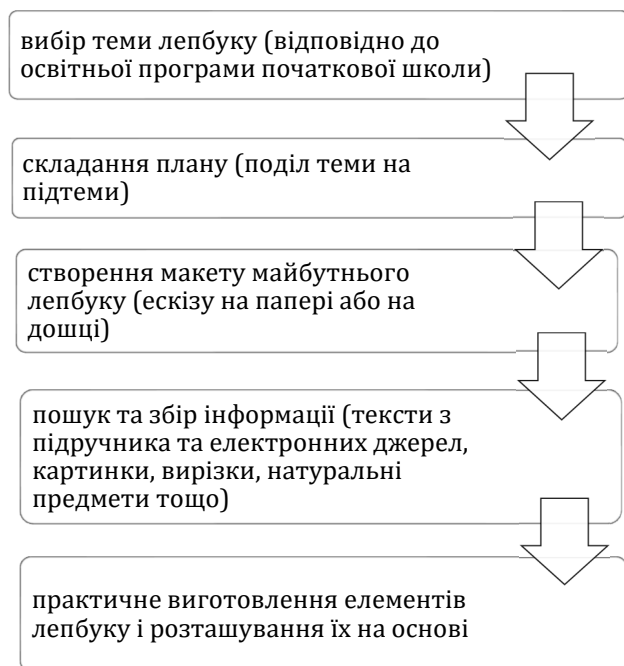 вибір теми лепбуку (відповідно до
освітньої програми початкової школи)
складання плану (поділ теми на
підтеми)
створення макету майбутнього
лепбуку (ескізу на папері або на
дошці)
пошук та збір інформації (тексти з
підручника та електронних джерел,
картинки, вирізки, натуральні
предмети тощо)
практичне виготовлення елементів
лепбуку і розташування їх на основі